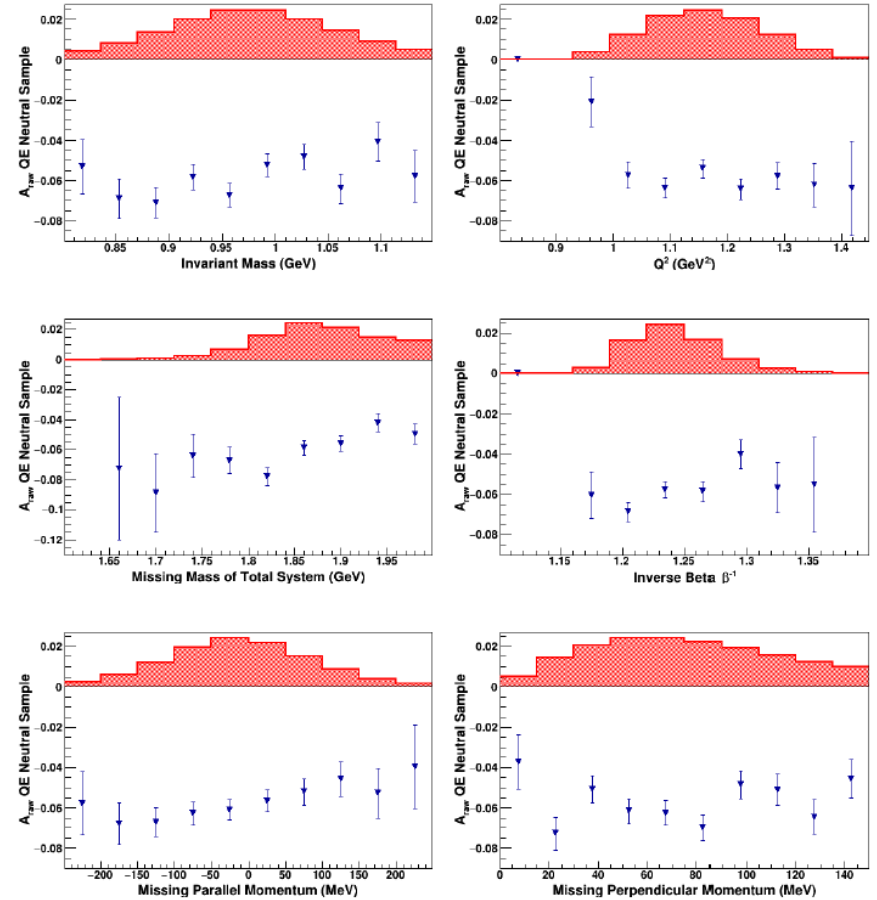 0.02
0
−0.02
−0.04
−0.06
−0.08
A_raw QE Neutral Sample
0.85 0.9 0.95 1 1.05 1.1
Invariant Mass (GeV)
0.02
0
−0.02
−0.04
−0.06
−0.08
A_raw QE Neutral Sample
0.9 1 1.1 1.2 1.3 1.4
Q² (GeV²)
0.02
0
−0.02
−0.04
−0.06
−0.08
−0.1
−0.12
A_raw QE Neutral Sample
1.65 1.7 1.75 1.8 1.85 1.9 1.95
Missing Mass of Total System (GeV)
0.02
0
−0.02
−0.04
−0.06
−0.08
A_raw QE Neutral Sample
1.15 1.2 1.25 1.3 1.35
Inverse Beta β⁻¹
0.02
0
−0.02
−0.04
−0.06
−0.08
A_raw QE Neutral Sample
−200 −150 −100 −50 0 50 100 150 200
Missing Parallel Momentum (MeV)
0.02
0
−0.02
−0.04
−0.06
−0.08
A_raw QE Neutral Sample
0 20 40 60 80 100 120 140
Missing Perpendicular Momentum (MeV)